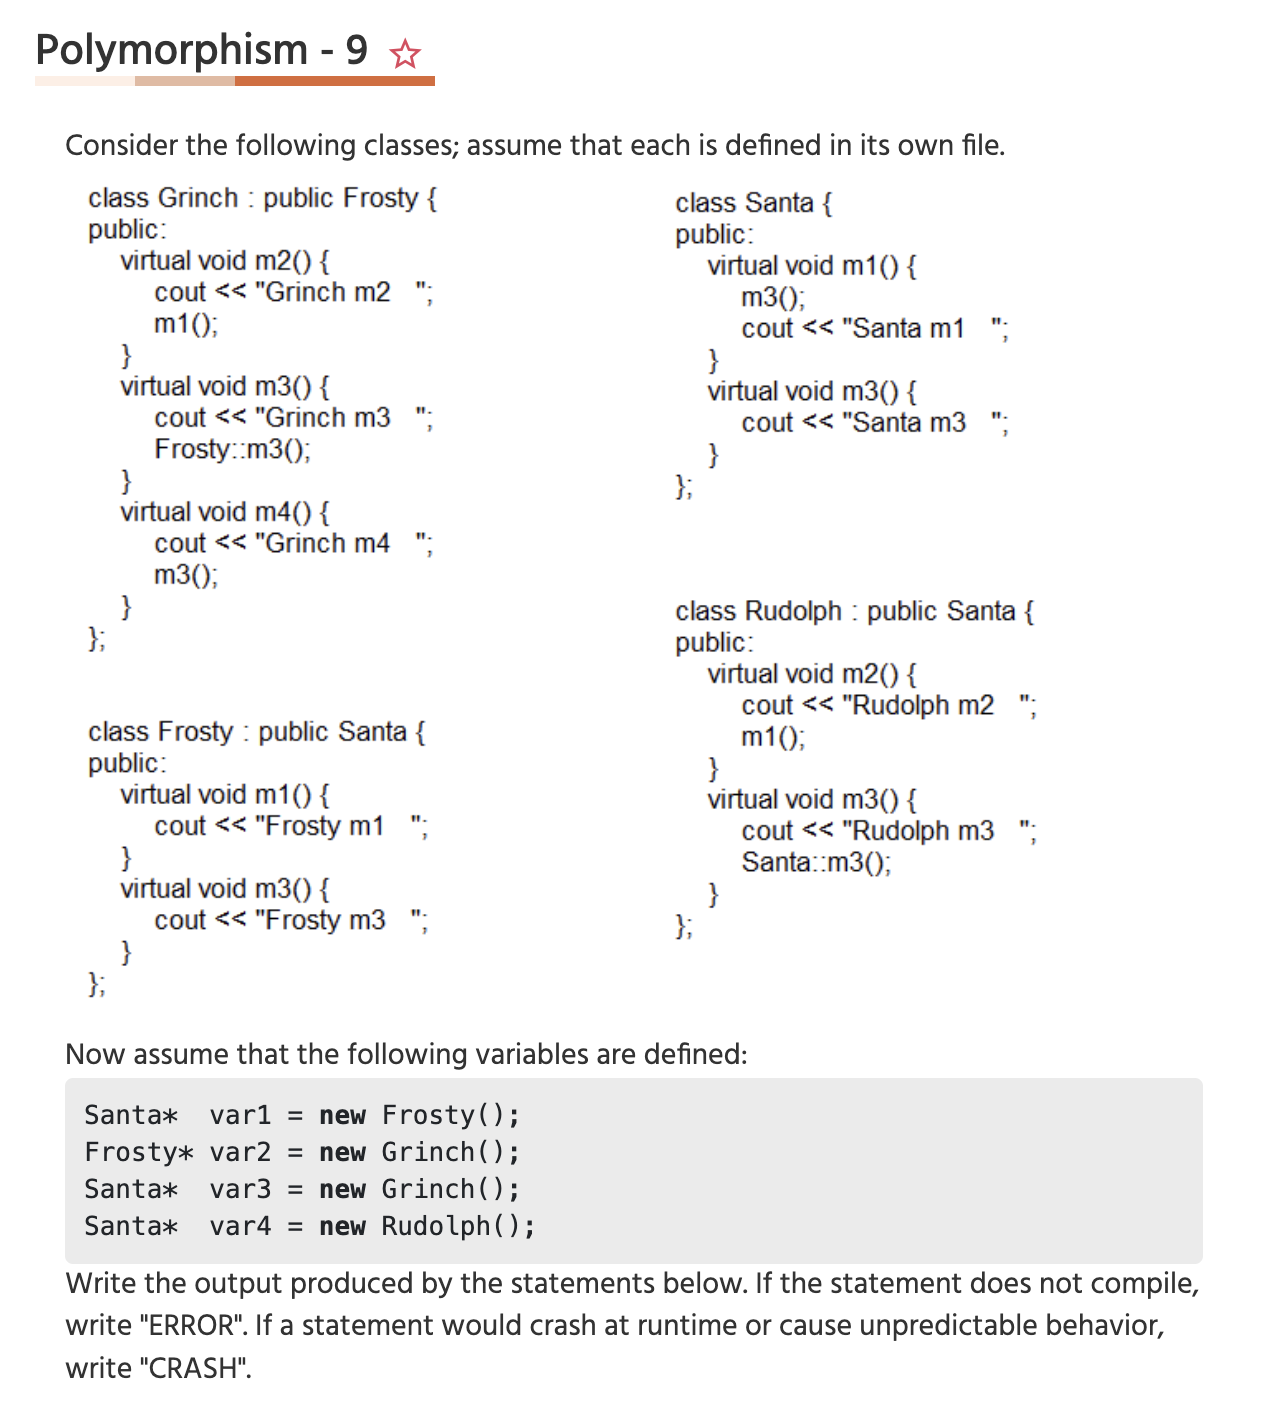 Polymorphism - 9
Consider the following classes; assume that each is defined in its own file.
class Grinch : public Frosty {
public:
virtual void m2() {
cout << "Grinch m2   ";
m1();
}
virtual void m3() {
cout << "Grinch m3   ";
Frosty::m3();
}
virtual void m4() {
cout << "Grinch m4   ";
m3();
}
};
class Frosty : public Santa {
public:
virtual void m1() {
cout << "Frosty m1   ";
}
virtual void m3() {
cout << "Frosty m3   ";
}
};
class Santa {
public:
virtual void m1() {
m3();
cout << "Santa m1   ";
}
virtual void m3() {
cout << "Santa m3   ";
}
};
class Rudolph : public Santa {
public:
virtual void m2() {
cout << "Rudolph m2   ";
m1();
}
virtual void m3() {
cout << "Rudolph m3   ";
Santa::m3();
}
};
Now assume that the following variables are defined:
Santa*  var1 = new Frosty();
Frosty* var2 = new Grinch();
Santa*  var3 = new Grinch();
Santa*  var4 = new Rudolph();
Write the output produced by the statements below. If the statement does not compile,
write "ERROR". If a statement would crash at runtime or cause unpredictable behavior,
write "CRASH".